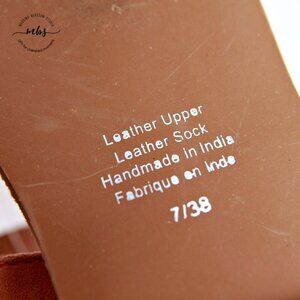 mbs
Leather Upper
Leather Sock
Handmade in India
Fabrique en Inde
7/38